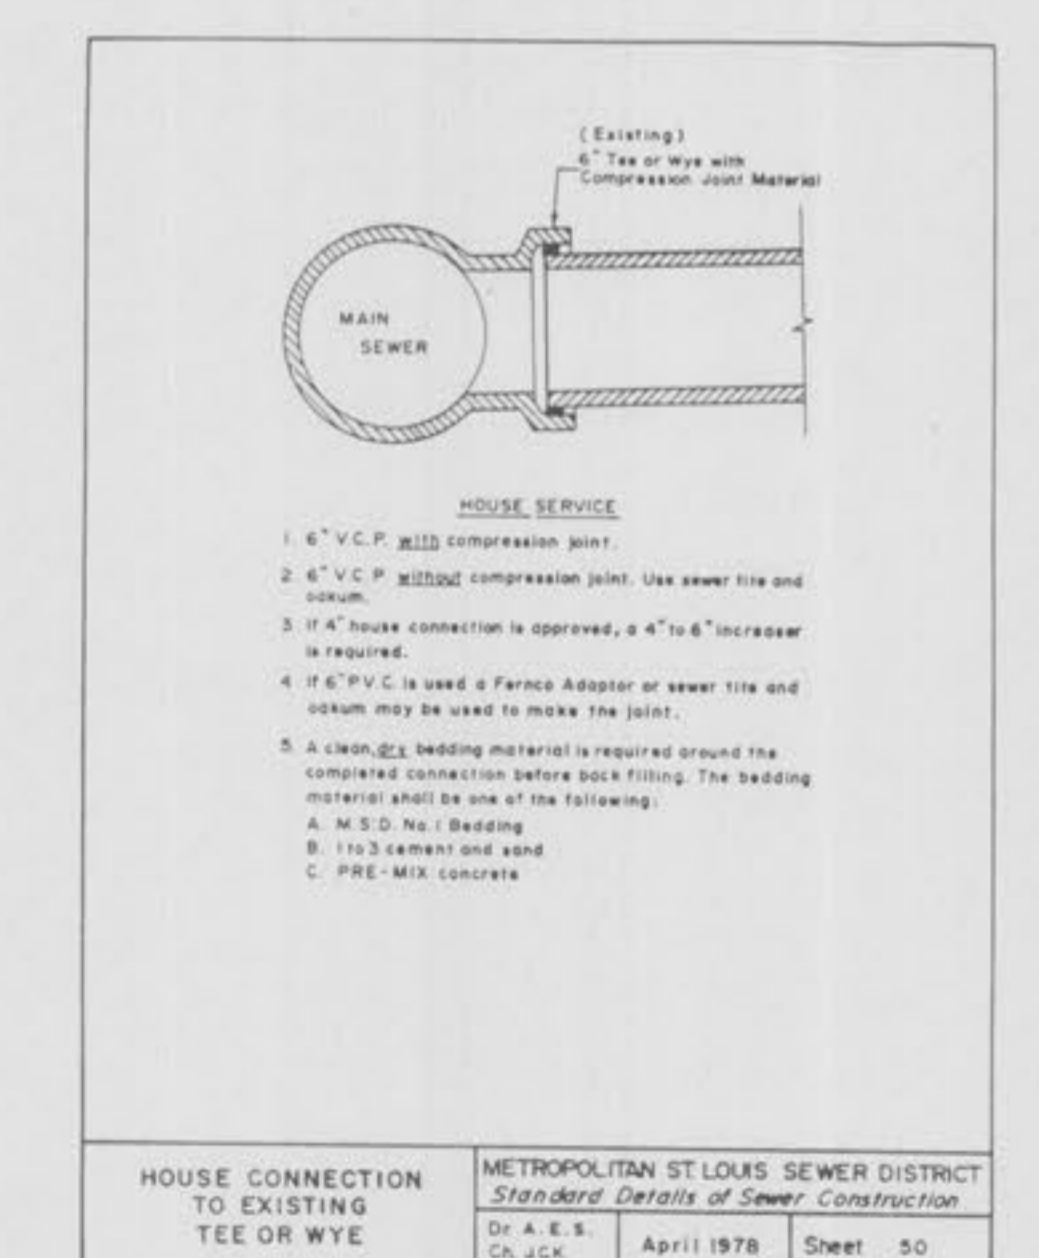 (Existing)
6" Tee or Wye with
Compression Joint Material
MAIN
SEWER
HOUSE SERVICE
1. 6" V.C.P. with compression joint.
2. 6" V.C.P. without compression joint. Use sewer tite and
oakum.
3. If 4" house connection is approved, a 4" to 6" increaser
is required.
4. If 6" P.V.C. is used a Fernco Adaptor or sewer tite and
oakum may be used to make the joint.
5. A clean, dry bedding material is required around the
completed connection before back filling. The bedding
material shall be one of the following:
A. M.S.D. No. 1 Bedding
B. 1 to 3 cement and sand
C. PRE-MIX concrete
HOUSE CONNECTION
TO EXISTING
TEE OR WYE
METROPOLITAN ST. LOUIS SEWER DISTRICT
Standard Details of Sewer Construction
Dr. A.E.S.
Ch. J.C.K.
April 1978
Sheet 50